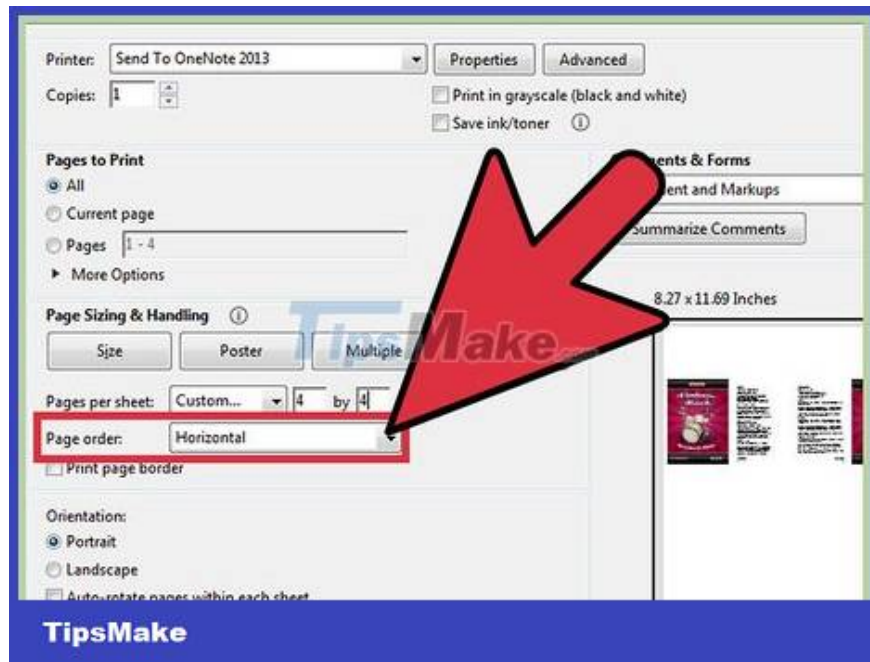 Printer: Send To OneNote 2013 Properties Advanced
Copies: 1 Print in grayscale (black and white)
Save ink/toner
Pages to Print
All
Current page
Pages 1 - 4
More Options
ents & Forms
ent and Markups
Summarize Comments
8.27 x 11.69 Inches
Page Sizing & Handling
Size Poster Multiple
TipsMake.com
Pages per sheet: Custom... 4 by 4
Page order: Horizontal
Print page border
Orientation:
Portrait
Landscape
Auto-rotate pages within each sheet
TipsMake